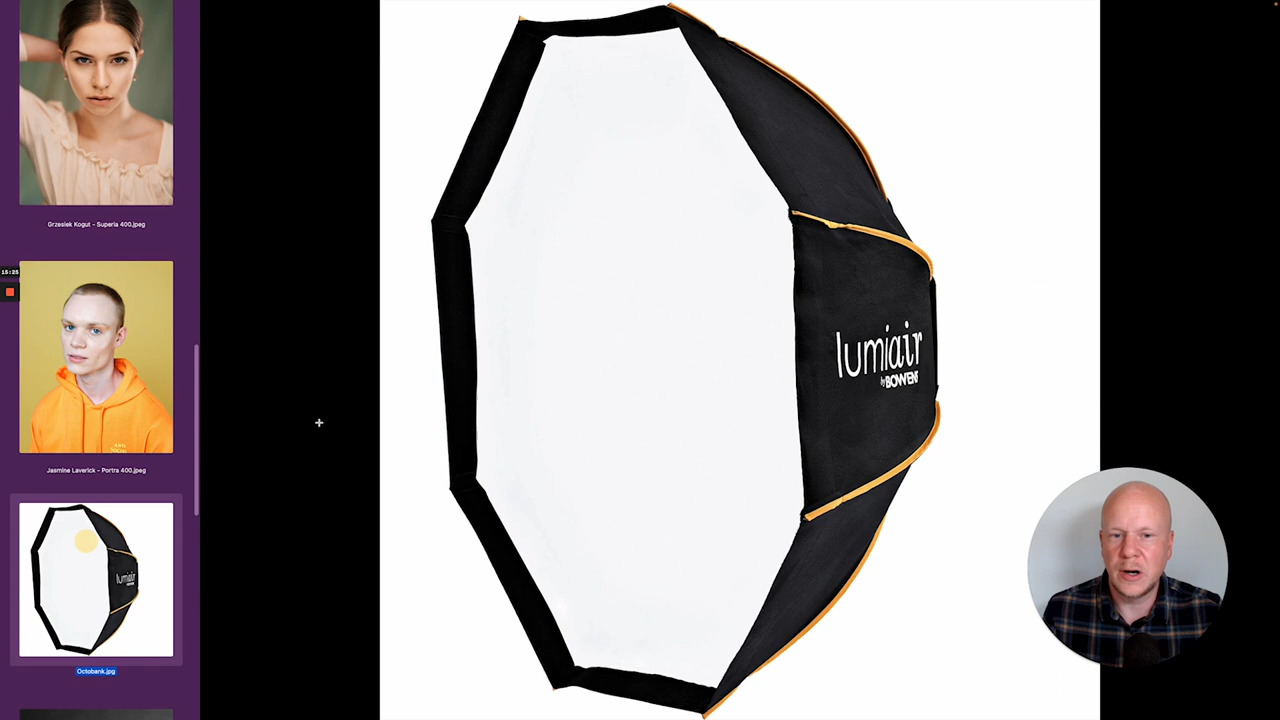 Grzesiek Kogut - Superia 400.jpeg
15:25
Jasmine Laverick - Portra 400.jpeg
lumiair
by BOWENS
lumiair
Octobank.jpg